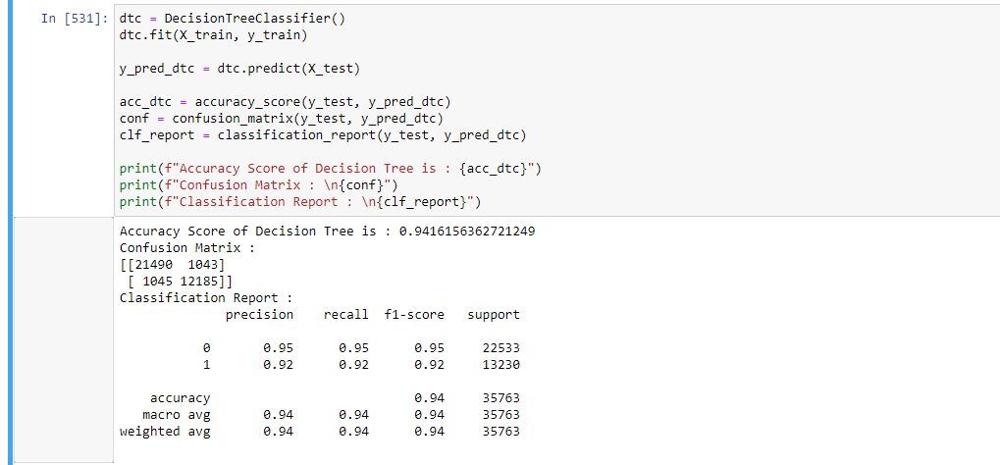 In [531]: dtc = DecisionTreeClassifier()
dtc.fit(X_train, y_train)
y_pred_dtc = dtc.predict(X_test)
acc_dtc = accuracy_score(y_test, y_pred_dtc)
conf = confusion_matrix(y_test, y_pred_dtc)
clf_report = classification_report(y_test, y_pred_dtc)
print(f"Accuracy Score of Decision Tree is : {acc_dtc}")
print(f"Confusion Matrix : \n{conf}")
print(f"Classification Report : \n{clf_report}")
Accuracy Score of Decision Tree is : 0.9416156362721249
Confusion Matrix :
[[21490  1043]
 [ 1045 12185]]
Classification Report :
              precision    recall  f1-score   support
           0       0.95      0.95      0.95     22533
           1       0.92      0.92      0.92     13230
    accuracy                           0.94     35763
   macro avg       0.94      0.94      0.94     35763
weighted avg       0.94      0.94      0.94     35763